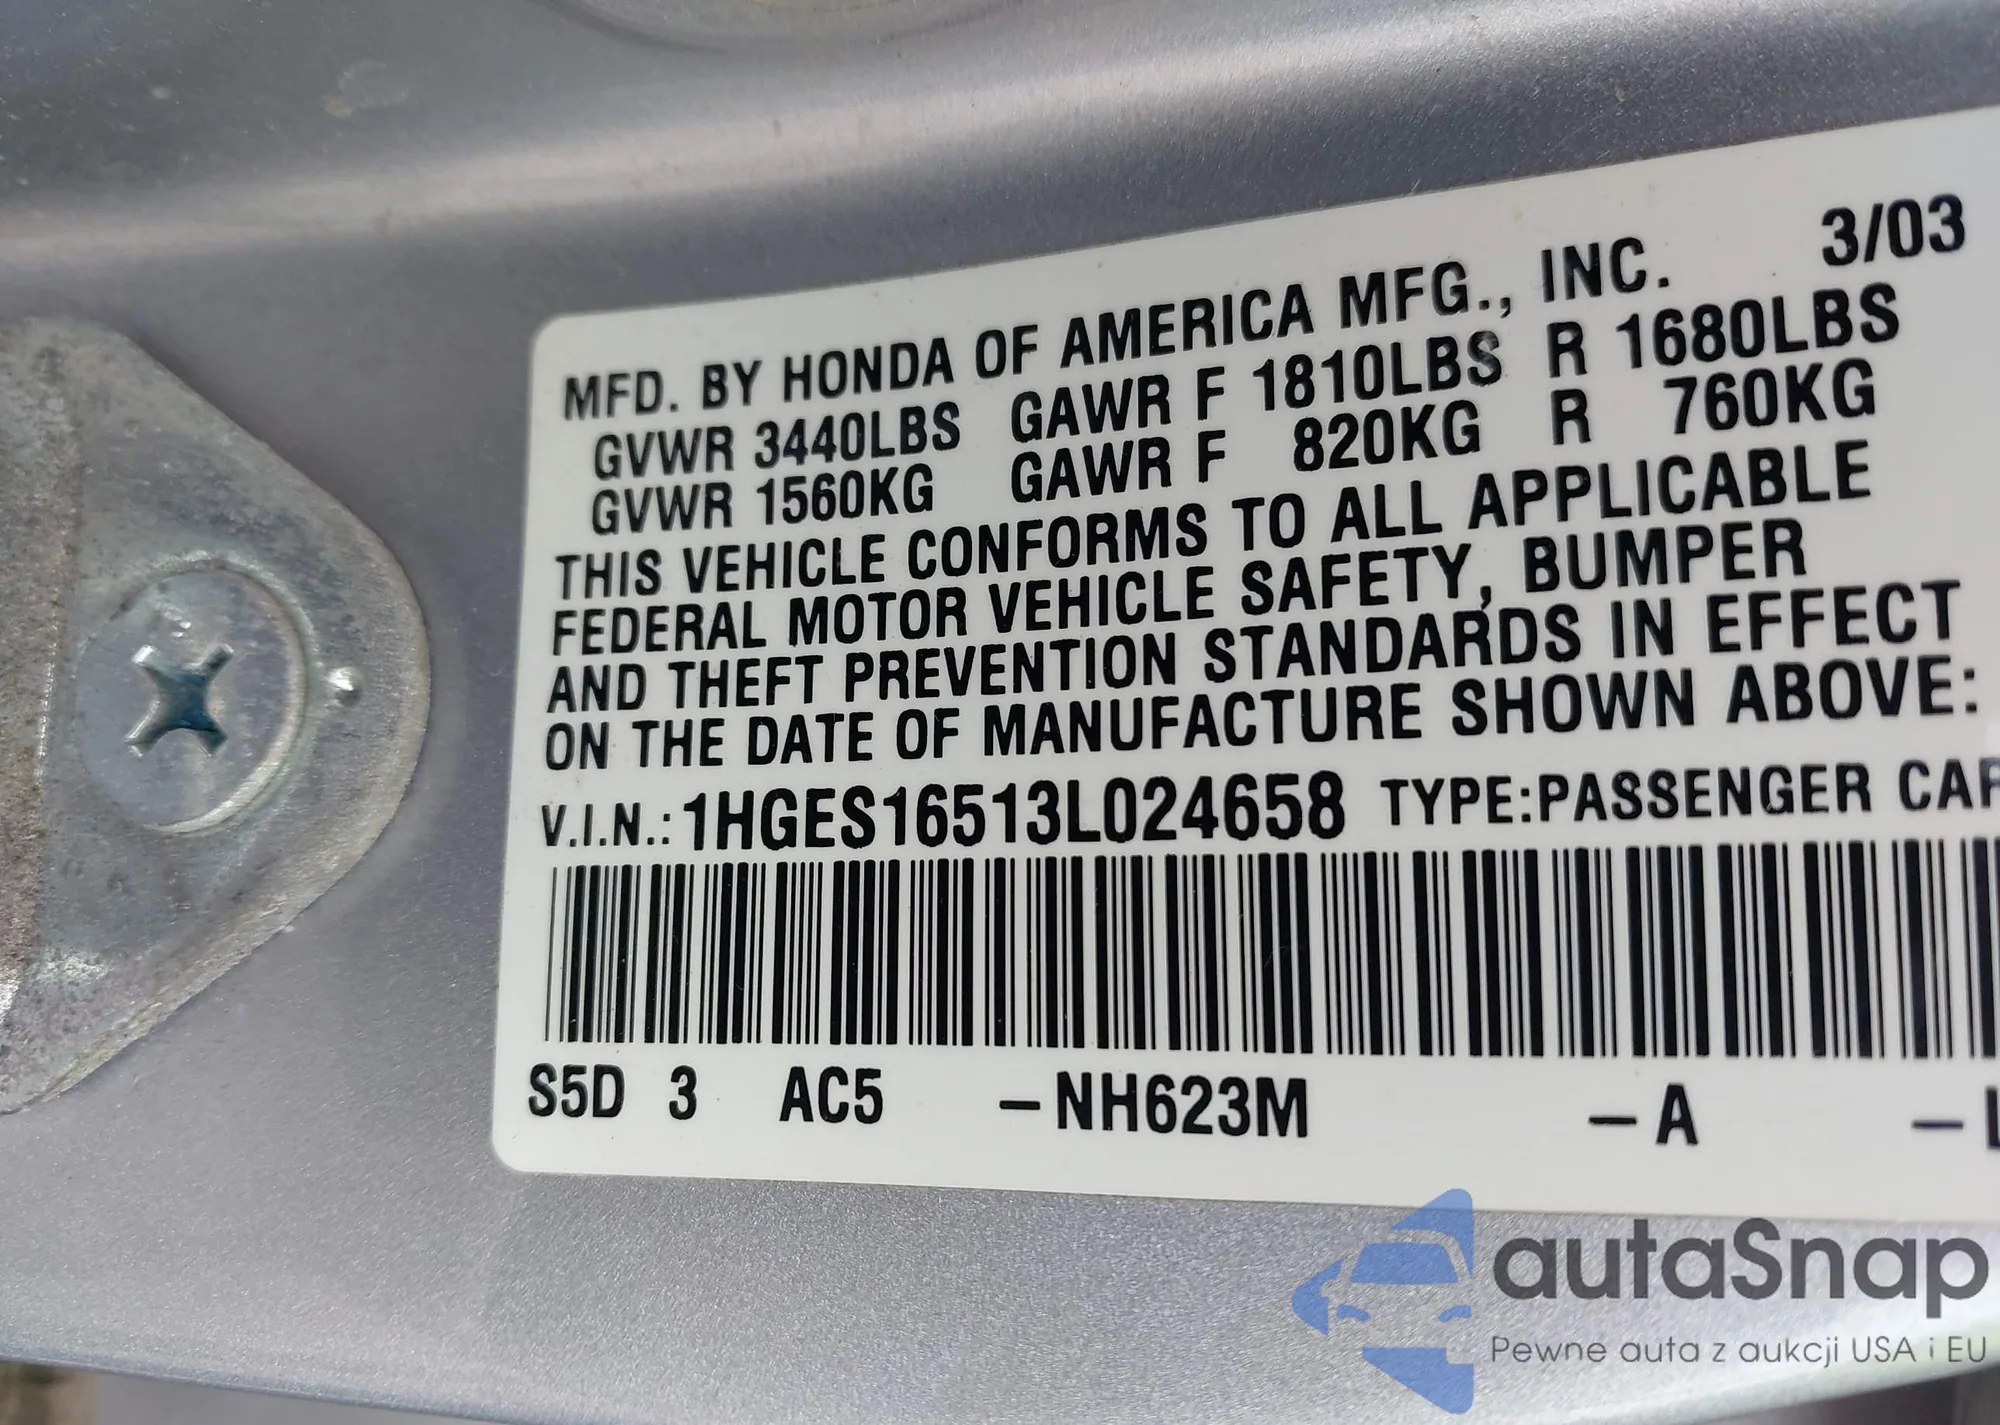 MFD. BY HONDA OF AMERICA MFG., INC. 3/03
GVWR 3440LBS GAWR F 1810LBS R 1680LBS
GVWR 1560KG GAWR F 820KG R 760KG
THIS VEHICLE CONFORMS TO ALL APPLICABLE
FEDERAL MOTOR VEHICLE SAFETY, BUMPER
AND THEFT PREVENTION STANDARDS IN EFFECT
ON THE DATE OF MANUFACTURE SHOWN ABOVE:
V.I.N.: 1HGES16513L024658 TYPE:PASSENGER CAR
S5D 3 AC5 -NH623M -A -L
autaSnap
Pewne auta z aukcji USA i EU